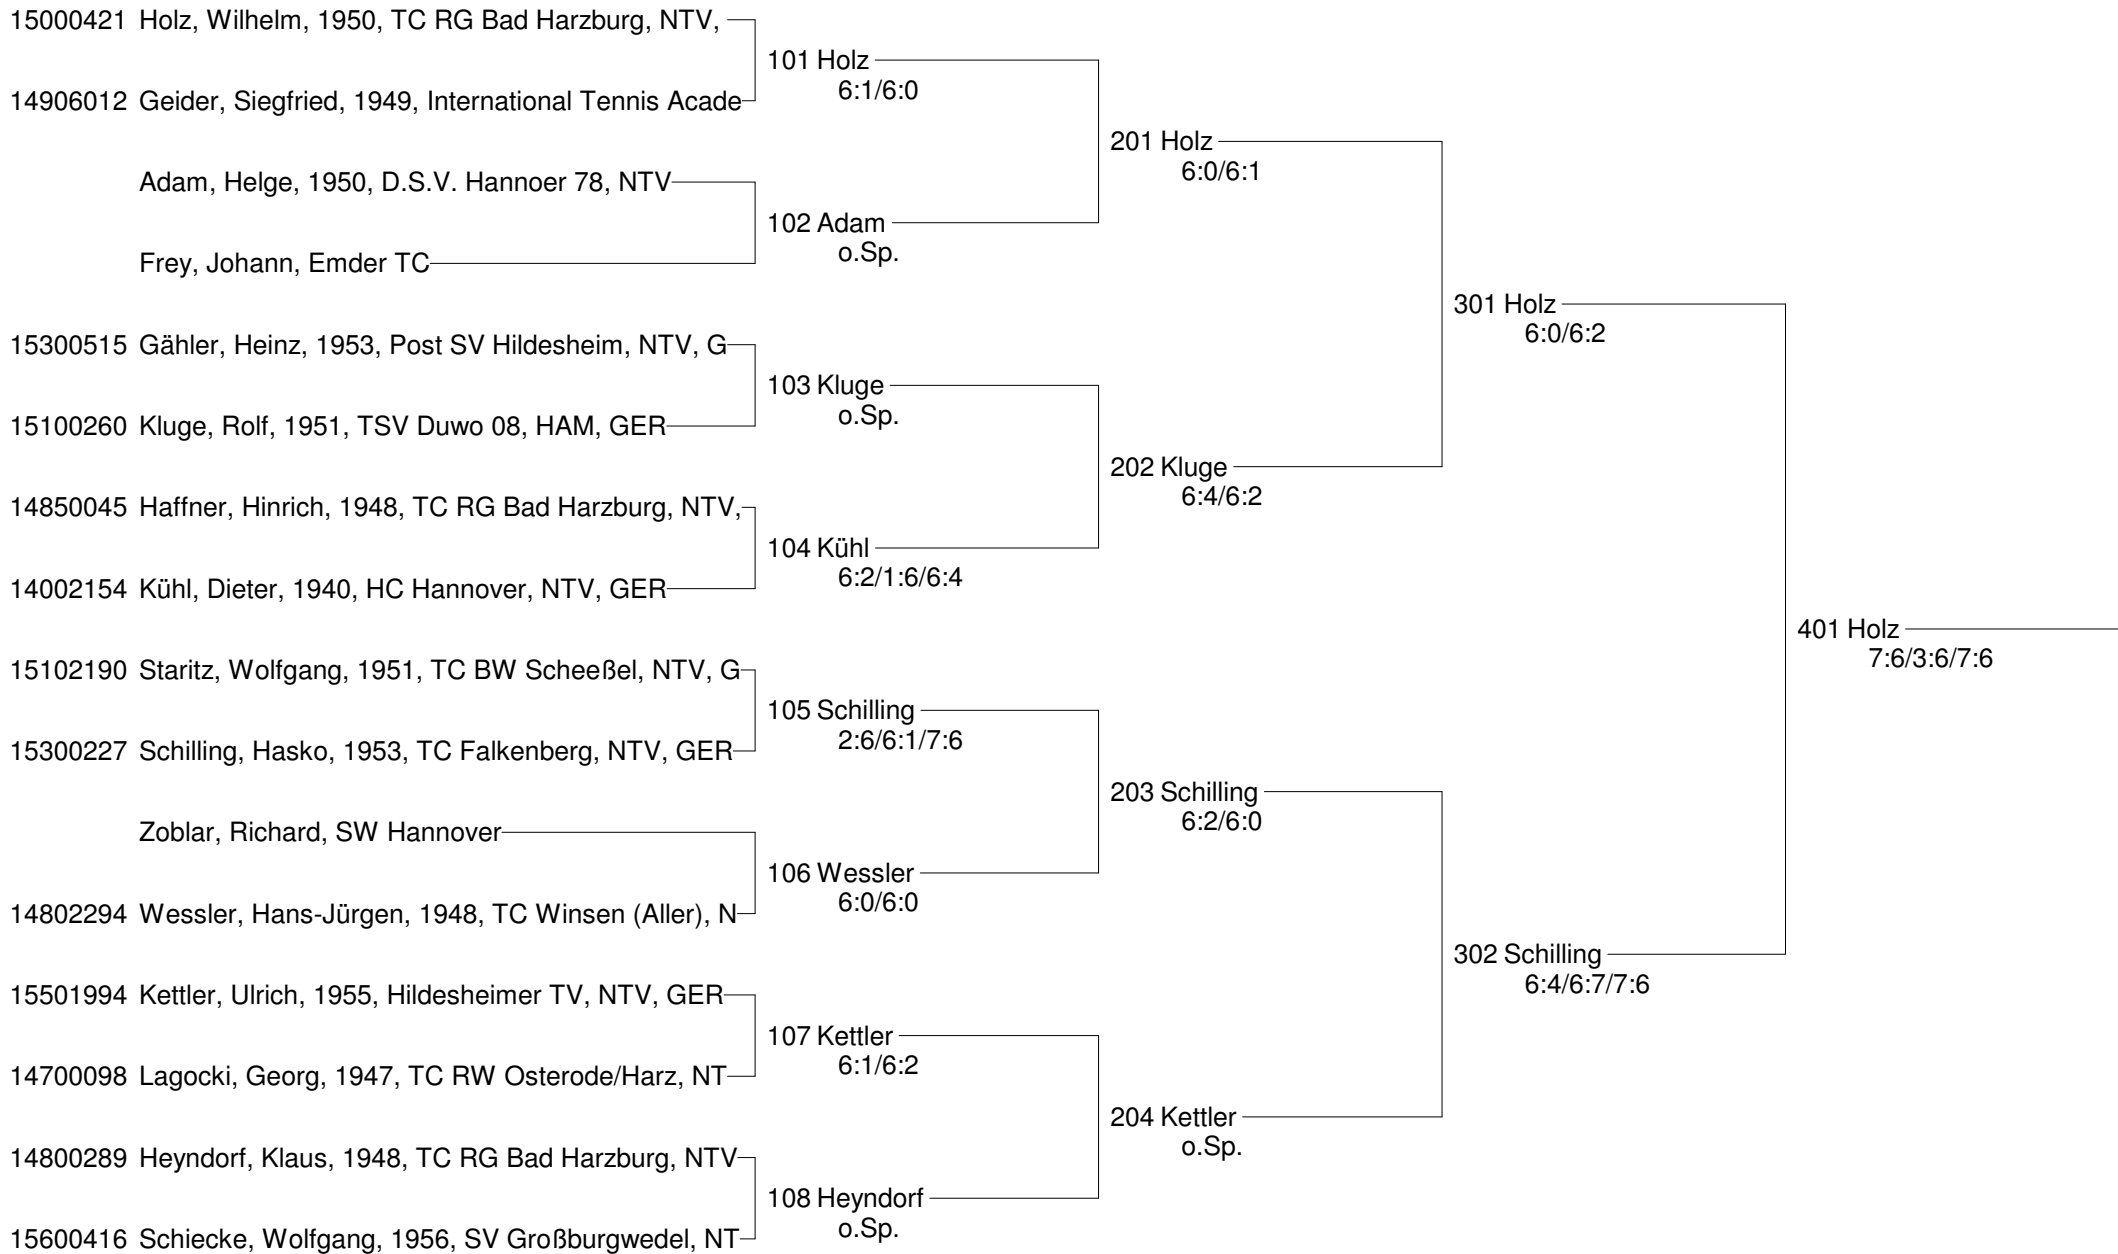 15000421 Holz, Wilhelm, 1950, TC RG Bad Harzburg, NTV,
101 Holz
6:1/6:0
14906012 Geider, Siegfried, 1949, International Tennis Acade
201 Holz
6:0/6:1
Adam, Helge, 1950, D.S.V. Hannoer 78, NTV
102 Adam
o.Sp.
Frey, Johann, Emder TC
301 Holz
6:0/6:2
15300515 Gähler, Heinz, 1953, Post SV Hildesheim, NTV, G
103 Kluge
o.Sp.
15100260 Kluge, Rolf, 1951, TSV Duwo 08, HAM, GER
202 Kluge
6:4/6:2
14850045 Haffner, Hinrich, 1948, TC RG Bad Harzburg, NTV,
104 Kühl
6:2/1:6/6:4
14002154 Kühl, Dieter, 1940, HC Hannover, NTV, GER
401 Holz
7:6/3:6/7:6
15102190 Staritz, Wolfgang, 1951, TC BW Scheeßel, NTV, G
105 Schilling
2:6/6:1/7:6
15300227 Schilling, Hasko, 1953, TC Falkenberg, NTV, GER
203 Schilling
6:2/6:0
Zoblar, Richard, SW Hannover
106 Wessler
6:0/6:0
14802294 Wessler, Hans-Jürgen, 1948, TC Winsen (Aller), N
302 Schilling
6:4/6:7/7:6
15501994 Kettler, Ulrich, 1955, Hildesheimer TV, NTV, GER
107 Kettler
6:1/6:2
14700098 Lagocki, Georg, 1947, TC RW Osterode/Harz, NT
204 Kettler
o.Sp.
14800289 Heyndorf, Klaus, 1948, TC RG Bad Harzburg, NTV
108 Heyndorf
o.Sp.
15600416 Schiecke, Wolfgang, 1956, SV Großburgwedel, NT